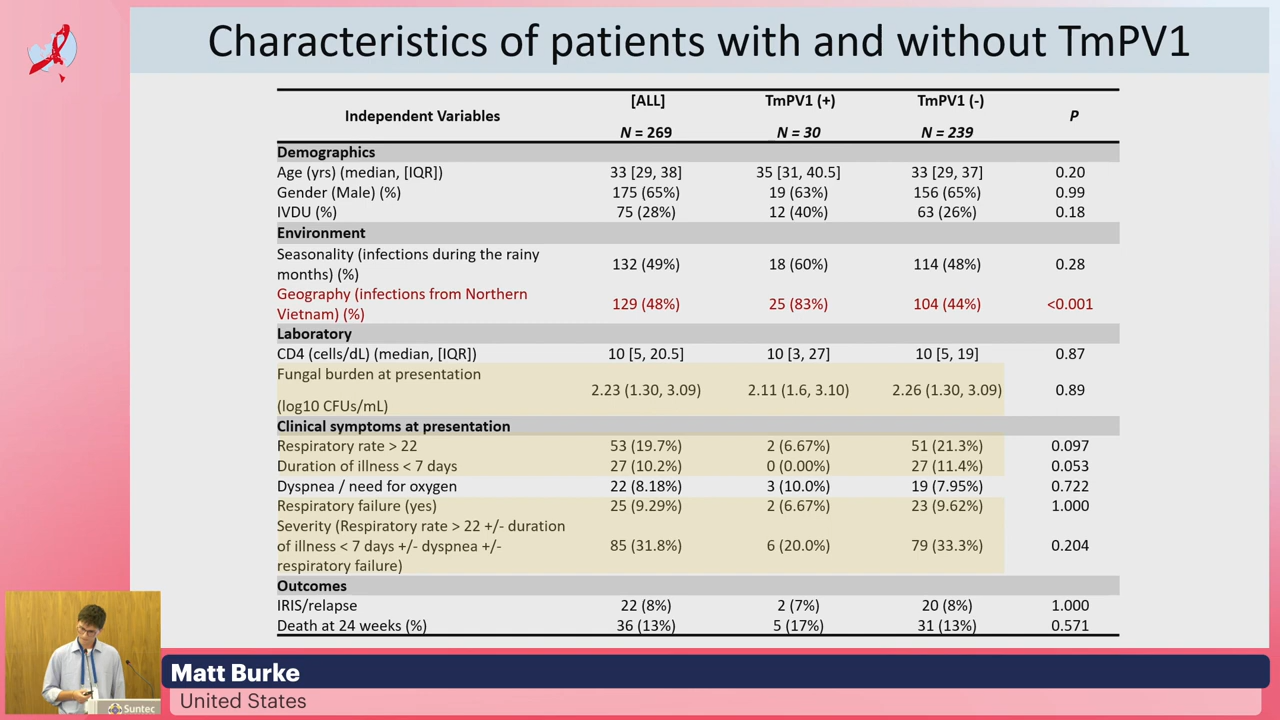 Characteristics of patients with and without TmPV1
Independent Variables [ALL] TmPV1 (+) TmPV1 (-) P
N = 269 N = 30 N = 239
Demographics
Age (yrs) (median, [IQR]) 33 [29, 38] 35 [31, 40.5] 33 [29, 37] 0.20
Gender (Male) (%) 175 (65%) 19 (63%) 156 (65%) 0.99
IVDU (%) 75 (28%) 12 (40%) 63 (26%) 0.18
Environment
Seasonality (infections during the rainy
months) (%) 132 (49%) 18 (60%) 114 (48%) 0.28
Geography (infections from Northern
Vietnam) (%) 129 (48%) 25 (83%) 104 (44%) <0.001
Laboratory
CD4 (cells/dL) (median, [IQR]) 10 [5, 20.5] 10 [3, 27] 10 [5, 19] 0.87
Fungal burden at presentation
(log10 CFUs/mL) 2.23 (1.30, 3.09) 2.11 (1.6, 3.10) 2.26 (1.30, 3.09) 0.89
Clinical symptoms at presentation
Respiratory rate > 22 53 (19.7%) 2 (6.67%) 51 (21.3%) 0.097
Duration of illness < 7 days 27 (10.2%) 0 (0.00%) 27 (11.4%) 0.053
Dyspnea / need for oxygen 22 (8.18%) 3 (10.0%) 19 (7.95%) 0.722
Respiratory failure (yes) 25 (9.29%) 2 (6.67%) 23 (9.62%) 1.000
Severity (Respiratory rate > 22 +/- duration
of illness < 7 days +/- dyspnea +/- 85 (31.8%) 6 (20.0%) 79 (33.3%) 0.204
respiratory failure)
Outcomes
IRIS/relapse 22 (8%) 2 (7%) 20 (8%) 1.000
Death at 24 weeks (%) 36 (13%) 5 (17%) 31 (13%) 0.571
Suntec
Matt Burke
United States